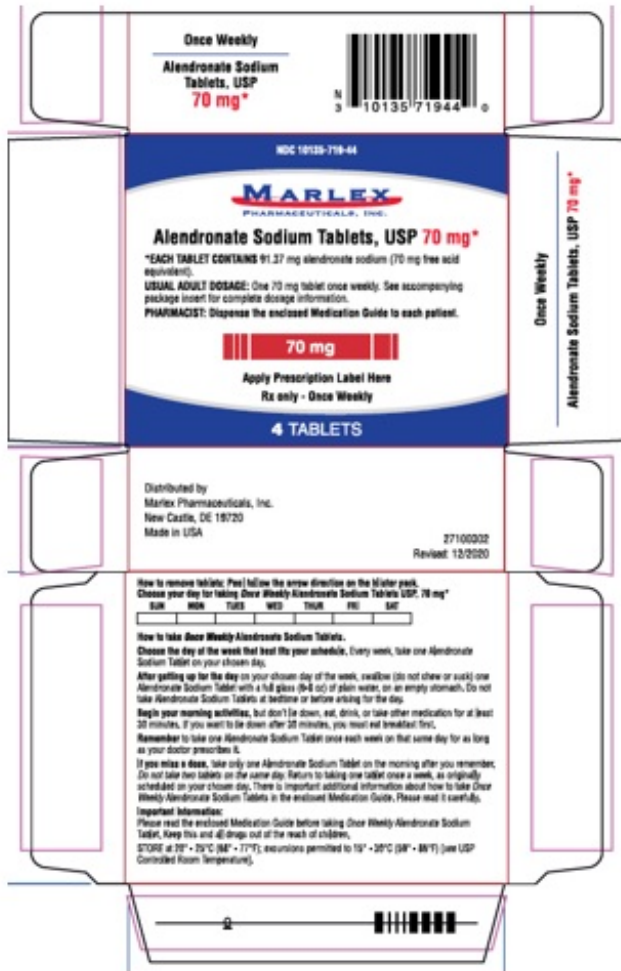 Once Weekly
Alendronate Sodium
Tablets, USP
70 mg*
N
3 10135 71944 0
NDC 10135-719-44
MARLEX
PHARMACEUTICALS, INC.
Alendronate Sodium Tablets, USP 70 mg*
*EACH TABLET CONTAINS 91.37 mg alendronate sodium (70 mg free acid
equivalent).
USUAL ADULT DOSAGE: One 70 mg tablet once weekly. See accompanying
package insert for complete dosage information.
PHARMACIST: Dispense the enclosed Medication Guide to each patient.
70 mg
Apply Prescription Label Here
Rx only - Once Weekly
4 TABLETS
Once Weekly
Alendronate Sodium Tablets, USP 70 mg*
Distributed by
Marlex Pharmaceuticals, Inc.
New Castle, DE 19720
Made in USA
27100302
Revised: 12/2020
How to remove tablets: Peel follow the arrow direction on the blister pack.
Choose your day for taking Once Weekly Alendronate Sodium Tablets USP, 70 mg*
SUN MON TUES WED THUR FRI SAT
How to take Once Weekly Alendronate Sodium Tablets.
Choose the day of the week that best fits your schedule. Every week, take one Alendronate
Sodium Tablet on your chosen day.
After getting up for the day on your chosen day of the week, swallow (do not chew or suck) one
Alendronate Sodium Tablet with a full glass (6-8 oz) of plain water, on an empty stomach. Do not
take Alendronate Sodium Tablets at bedtime or before arising for the day.
Begin your morning activities, but don't lie down, eat, drink, or take other medication for at least
30 minutes. If you want to lie down after 30 minutes, you must eat breakfast first.
Remember to take one Alendronate Sodium Tablet once each week on that same day for as long
as your doctor prescribes it.
If you miss a dose, take only one Alendronate Sodium Tablet on the morning after you remember.
Do not take two tablets on the same day. Return to taking one tablet once a week, as originally
scheduled on your chosen day. There is important additional information about how to take Once
Weekly Alendronate Sodium Tablets in the enclosed Medication Guide. Please read it carefully.
Important information:
Please read the enclosed Medication Guide before taking Once Weekly Alendronate Sodium
Tablet. Keep this and all drugs out of the reach of children.
STORE at 20° - 25°C (68° - 77°F); excursions permitted to 15° - 30°C (59° - 86°F) [see USP
Controlled Room Temperature].